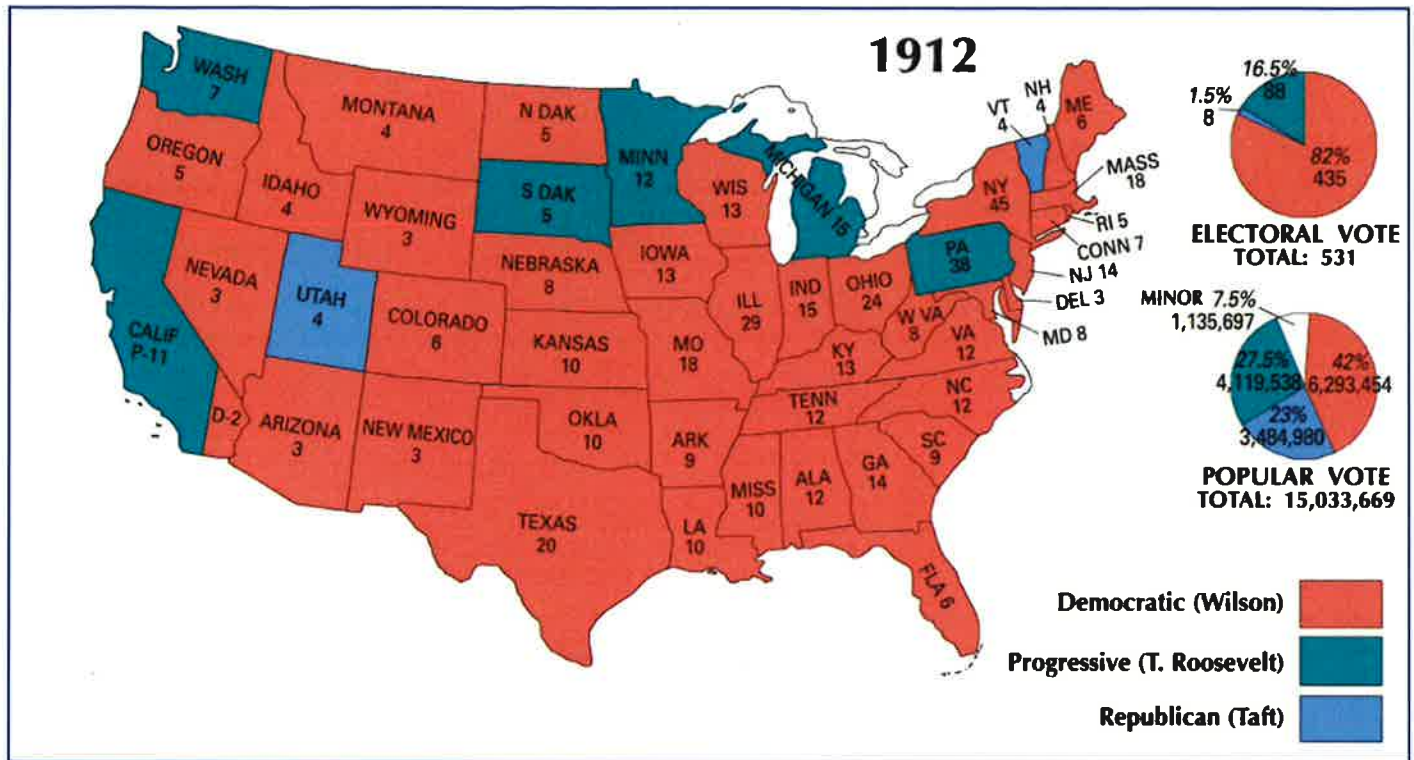 1912
WASH
7
OREGON
5
CALIF
P-11
D-2
NEVADA
3
IDAHO
4
MONTANA
4
WYOMING
3
UTAH
4
ARIZONA
3
COLORADO
6
NEW MEXICO
3
N DAK
5
S DAK
5
NEBRASKA
8
KANSAS
10
OKLA
10
TEXAS
20
MINN
12
IOWA
13
MO
18
ARK
9
LA
10
WIS
13
ILL
29
MICHIGAN 15
IND
15
OHIO
24
KY
13
TENN
12
MISS
10
ALA
12
GA
14
FLA 6
SC
9
NC
12
VA
12
W VA
8
PA
38
NY
45
VT
4
NH
4
ME
6
MASS
18
RI 5
CONN 7
NJ 14
DEL 3
MD 8
16.5%
88
1.5%
8
82%
435
ELECTORAL VOTE
TOTAL: 531
MINOR 7.5%
1,135,697
27.5%
4,119,538
42%
6,293,454
23%
3,484,980
POPULAR VOTE
TOTAL: 15,033,669
Democratic (Wilson)
Progressive (T. Roosevelt)
Republican (Taft)